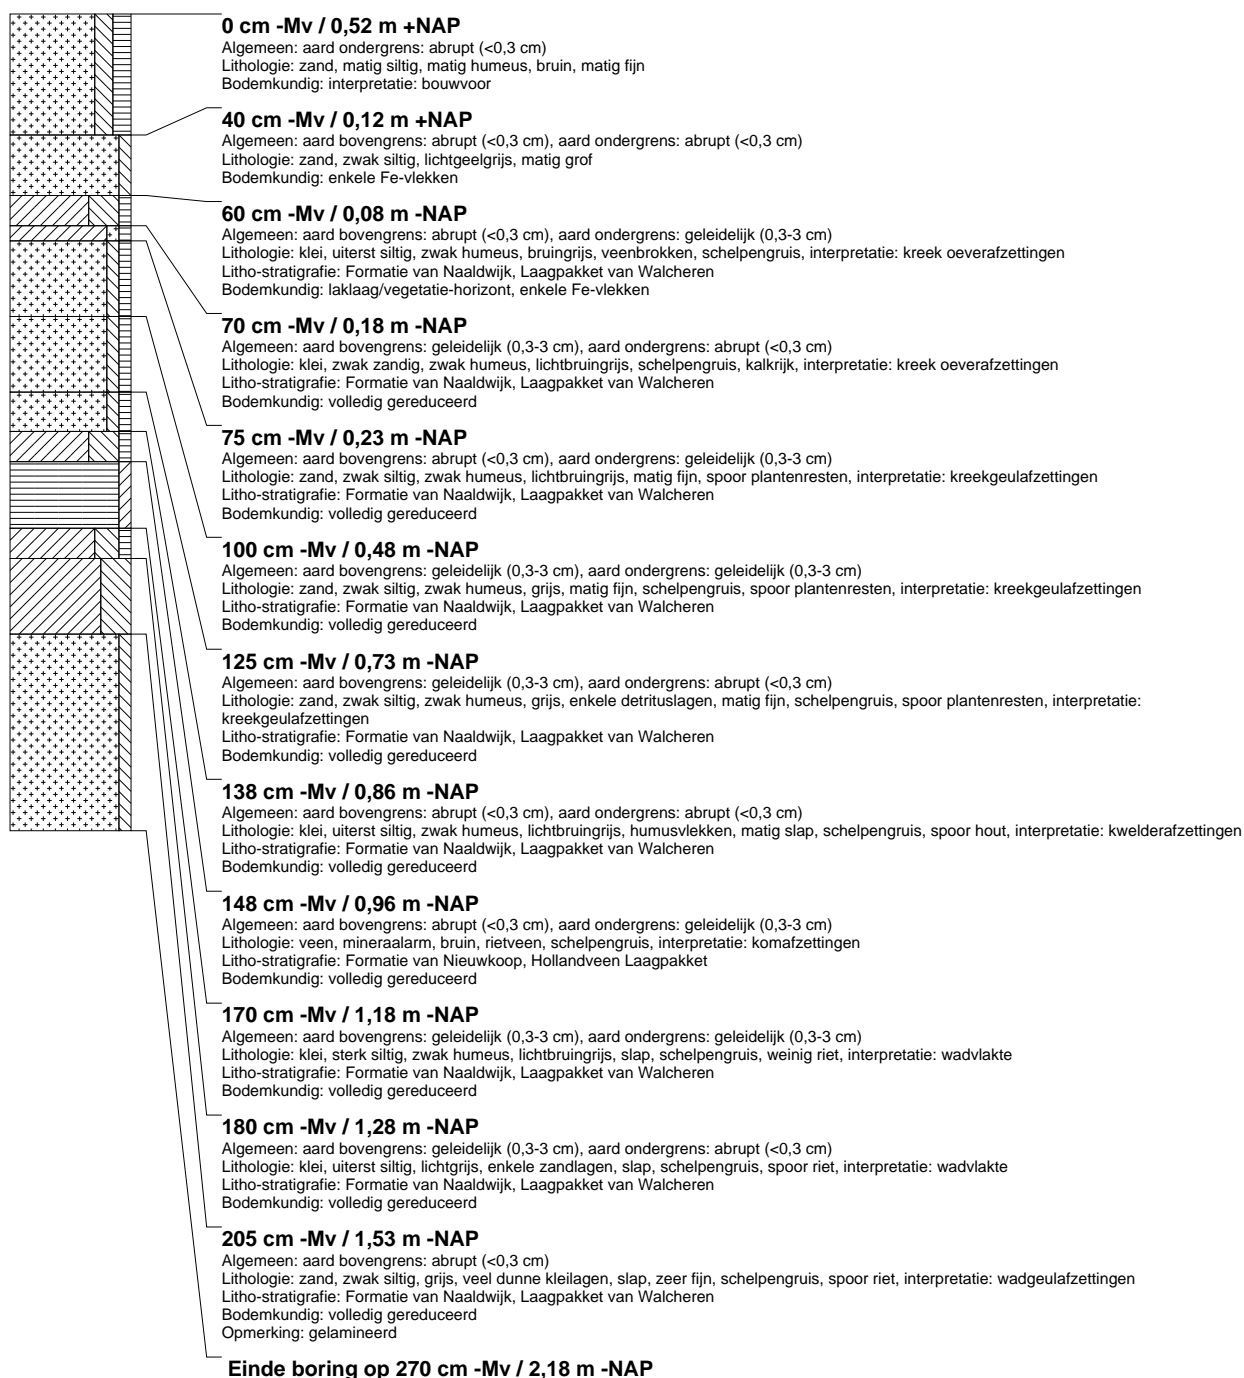 0 cm -Mv / 0,52 m +NAP
Algemeen: aard ondergrens: abrupt (<0,3 cm)
Lithologie: zand, matig siltig, matig humeus, bruin, matig fijn
Bodemkundig: interpretatie: bouwvoor
40 cm -Mv / 0,12 m +NAP
Algemeen: aard bovengrens: abrupt (<0,3 cm), aard ondergrens: abrupt (<0,3 cm)
Lithologie: zand, zwak siltig, lichtgeelgrijs, matig grof
Bodemkundig: enkele Fe-vlekken
60 cm -Mv / 0,08 m -NAP
Algemeen: aard bovengrens: abrupt (<0,3 cm), aard ondergrens: geleidelijk (0,3-3 cm)
Lithologie: klei, uiterst siltig, zwak humeus, bruingrijs, veenbrokken, schelpengruis, interpretatie: kreek oeverafzettingen
Litho-stratigrafie: Formatie van Naaldwijk, Laagpakket van Walcheren
Bodemkundig: laklaag/vegetatie-horizont, enkele Fe-vlekken
70 cm -Mv / 0,18 m -NAP
Algemeen: aard bovengrens: geleidelijk (0,3-3 cm), aard ondergrens: abrupt (<0,3 cm)
Lithologie: klei, zwak zandig, zwak humeus, lichtbruingrijs, schelpengruis, kalkrijk, interpretatie: kreek oeverafzettingen
Litho-stratigrafie: Formatie van Naaldwijk, Laagpakket van Walcheren
Bodemkundig: volledig gereduceerd
75 cm -Mv / 0,23 m -NAP
Algemeen: aard bovengrens: abrupt (<0,3 cm), aard ondergrens: geleidelijk (0,3-3 cm)
Lithologie: zand, zwak siltig, zwak humeus, lichtbruingrijs, matig fijn, spoor plantenresten, interpretatie: kreekgeulafzettingen
Litho-stratigrafie: Formatie van Naaldwijk, Laagpakket van Walcheren
Bodemkundig: volledig gereduceerd
100 cm -Mv / 0,48 m -NAP
Algemeen: aard bovengrens: geleidelijk (0,3-3 cm), aard ondergrens: geleidelijk (0,3-3 cm)
Lithologie: zand, zwak siltig, zwak humeus, grijs, matig fijn, schelpengruis, spoor plantenresten, interpretatie: kreekgeulafzettingen
Litho-stratigrafie: Formatie van Naaldwijk, Laagpakket van Walcheren
Bodemkundig: volledig gereduceerd
125 cm -Mv / 0,73 m -NAP
Algemeen: aard bovengrens: geleidelijk (0,3-3 cm), aard ondergrens: abrupt (<0,3 cm)
Lithologie: zand, zwak siltig, zwak humeus, grijs, enkele detrituslagen, matig fijn, schelpengruis, spoor plantenresten, interpretatie:
kreekgeulafzettingen
Litho-stratigrafie: Formatie van Naaldwijk, Laagpakket van Walcheren
Bodemkundig: volledig gereduceerd
138 cm -Mv / 0,86 m -NAP
Algemeen: aard bovengrens: abrupt (<0,3 cm), aard ondergrens: abrupt (<0,3 cm)
Lithologie: klei, uiterst siltig, zwak humeus, lichtbruingrijs, humusvlekken, matig slap, schelpengruis, spoor hout, interpretatie: kwelderafzettingen
Litho-stratigrafie: Formatie van Naaldwijk, Laagpakket van Walcheren
Bodemkundig: volledig gereduceerd
148 cm -Mv / 0,96 m -NAP
Algemeen: aard bovengrens: abrupt (<0,3 cm), aard ondergrens: geleidelijk (0,3-3 cm)
Lithologie: veen, mineraalarm, bruin, rietveen, schelpengruis, interpretatie: komafzettingen
Litho-stratigrafie: Formatie van Nieuwkoop, Hollandveen Laagpakket
Bodemkundig: volledig gereduceerd
170 cm -Mv / 1,18 m -NAP
Algemeen: aard bovengrens: geleidelijk (0,3-3 cm), aard ondergrens: geleidelijk (0,3-3 cm)
Lithologie: klei, sterk siltig, zwak humeus, lichtbruingrijs, slap, schelpengruis, weinig riet, interpretatie: wadvlakte
Litho-stratigrafie: Formatie van Naaldwijk, Laagpakket van Walcheren
Bodemkundig: volledig gereduceerd
180 cm -Mv / 1,28 m -NAP
Algemeen: aard bovengrens: geleidelijk (0,3-3 cm), aard ondergrens: abrupt (<0,3 cm)
Lithologie: klei, uiterst siltig, lichtgrijs, enkele zandlagen, slap, schelpengruis, spoor riet, interpretatie: wadvlakte
Litho-stratigrafie: Formatie van Naaldwijk, Laagpakket van Walcheren
Bodemkundig: volledig gereduceerd
205 cm -Mv / 1,53 m -NAP
Algemeen: aard bovengrens: abrupt (<0,3 cm)
Lithologie: zand, zwak siltig, grijs, veel dunne kleilagen, slap, zeer fijn, schelpengruis, spoor riet, interpretatie: wadgeulafzettingen
Litho-stratigrafie: Formatie van Naaldwijk, Laagpakket van Walcheren
Bodemkundig: volledig gereduceerd
Opmerking: gelamineerd
Einde boring op 270 cm -Mv / 2,18 m -NAP